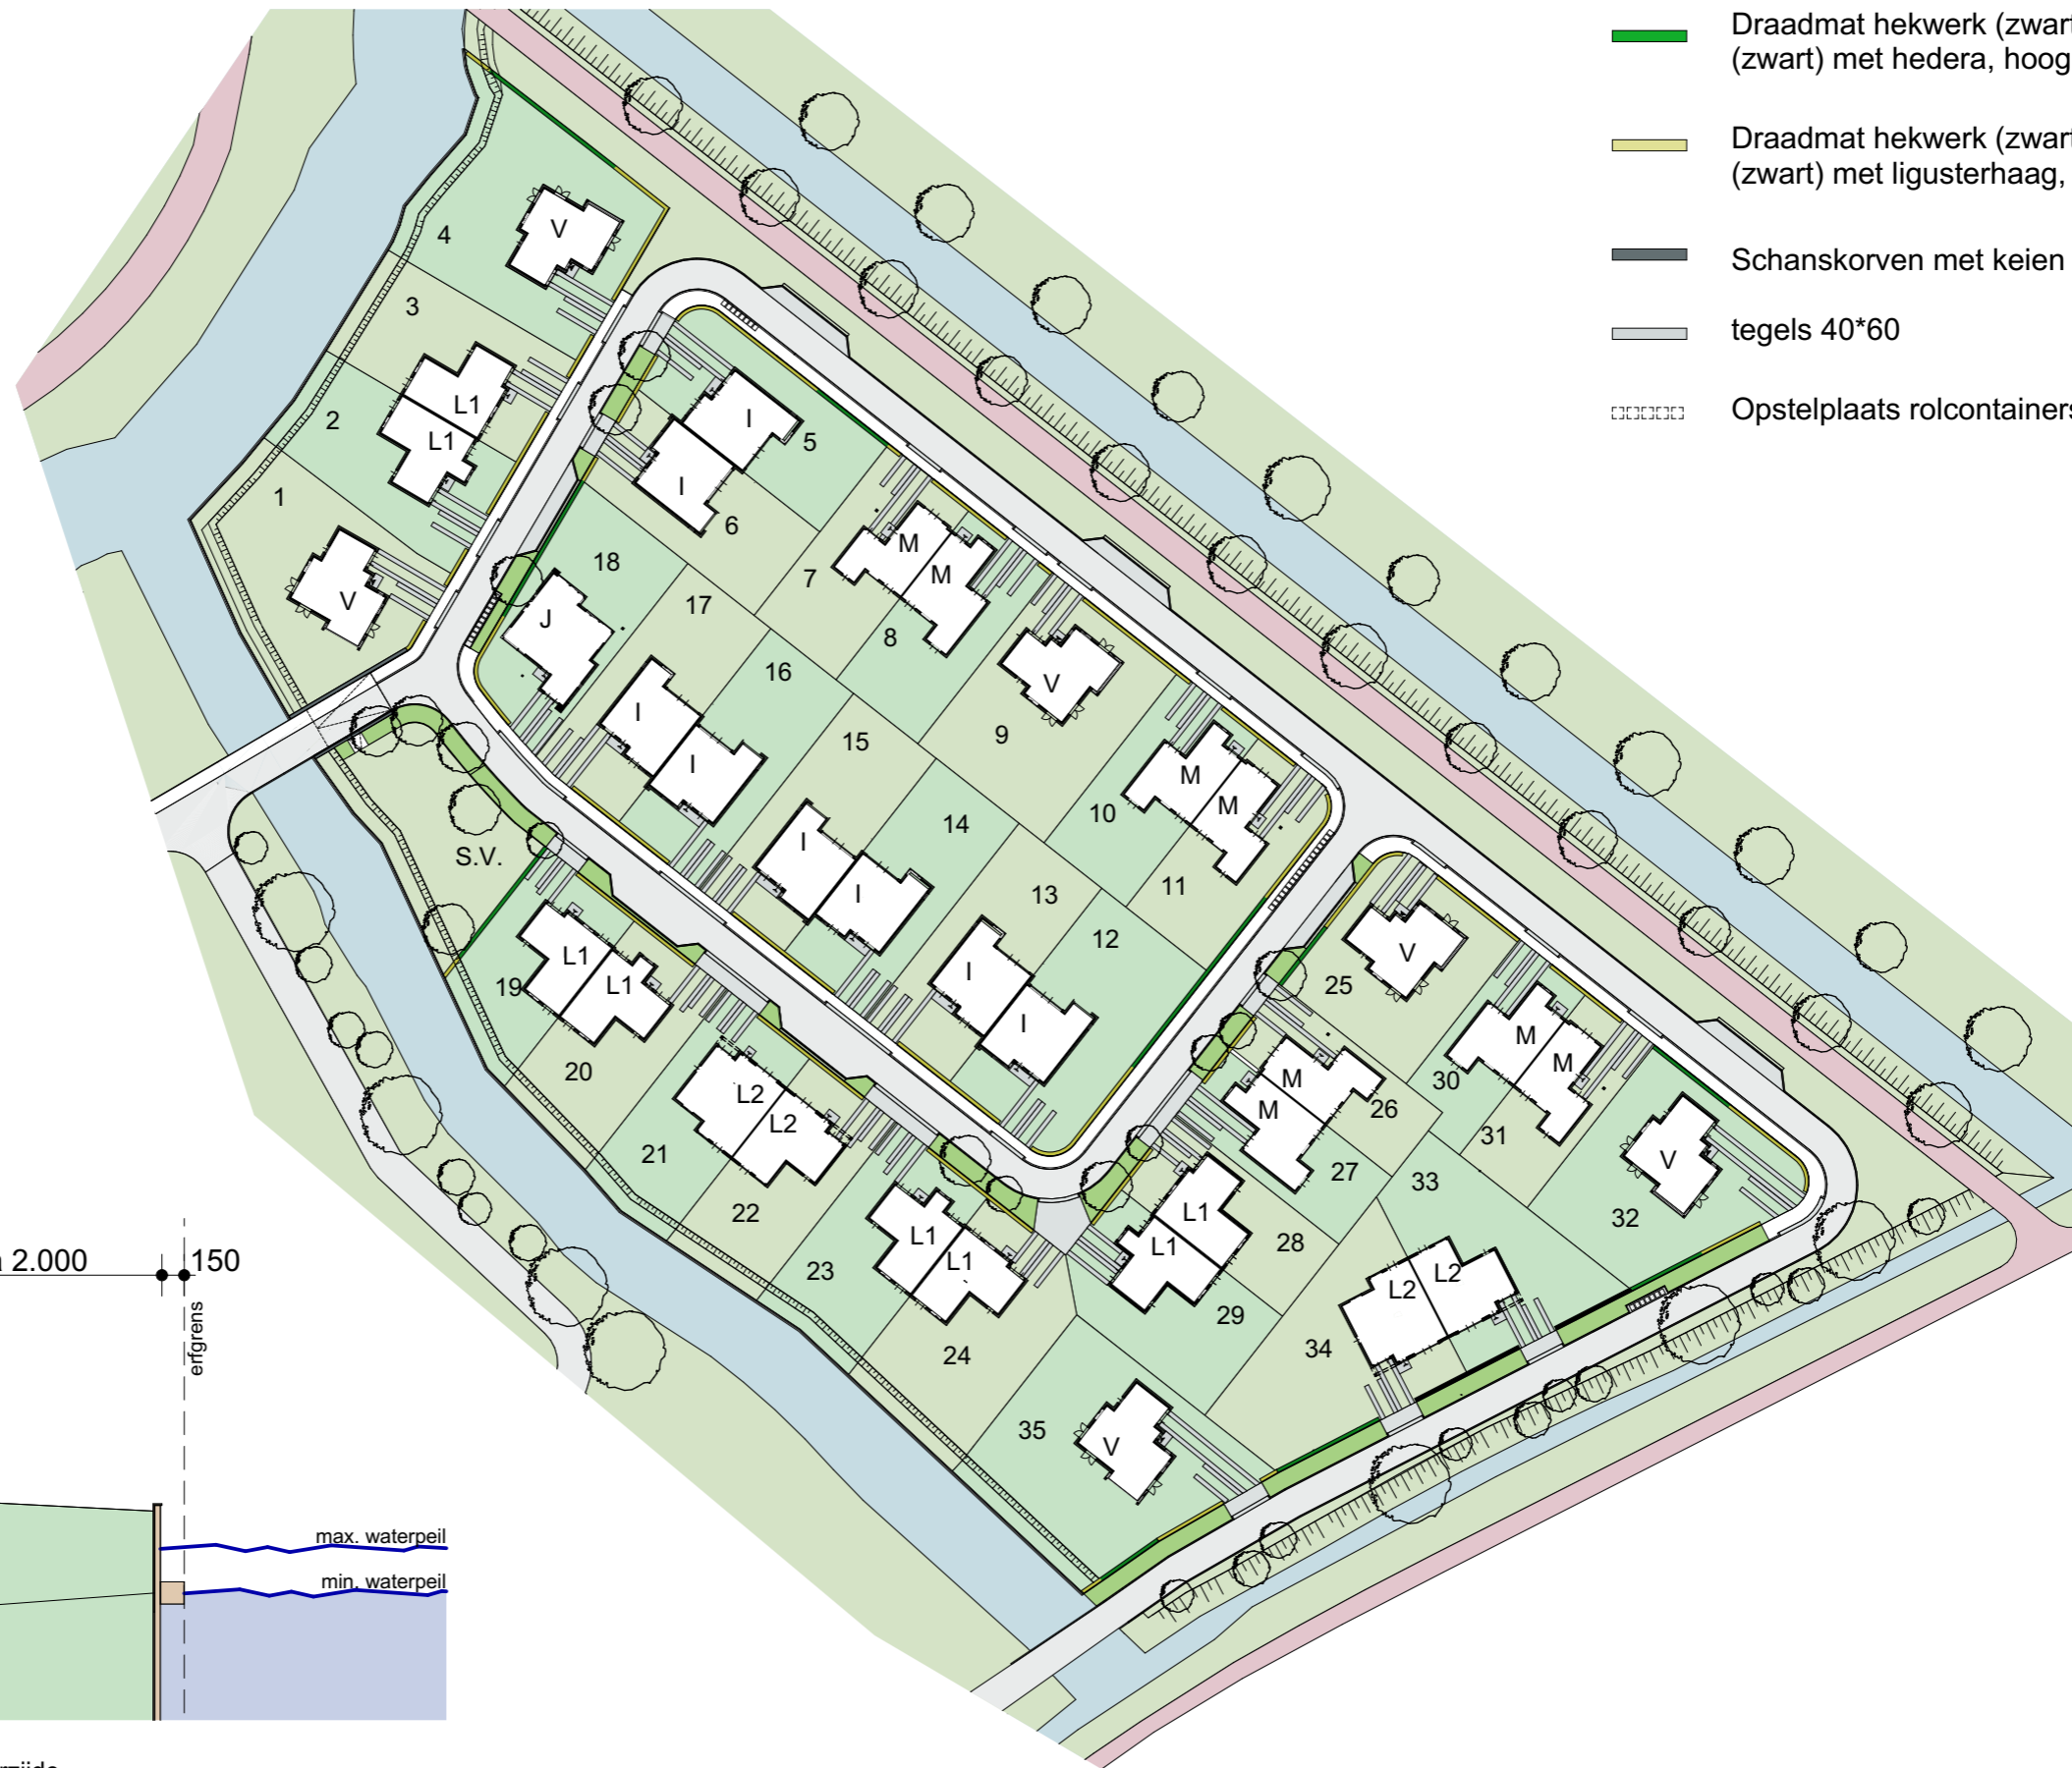 Draadmat hekwerk (zwart
(zwart) met hedera, hoog
Draadmat hekwerk (zwart
(zwart) met ligusterhaag,
Schanskorven met keien
tegels 40*60
Opstelplaats rolcontainers
4
V
3
L1
2
L1
1
V
I
5
I
6
18
J
17
7
M
M
8
16
I
I
15
9
V
10
M
M
11
14
I
I
13
12
I
I
S.V.
19
L1
L1
20
L2
L2
21
22
23
L1
L1
24
25
V
M
M
26
27
30
M
M
31
V
32
33
L1
L1
28
29
L2
L2
34
35
V
2.000
150
erfgrens
max. waterpeil
min. waterpeil